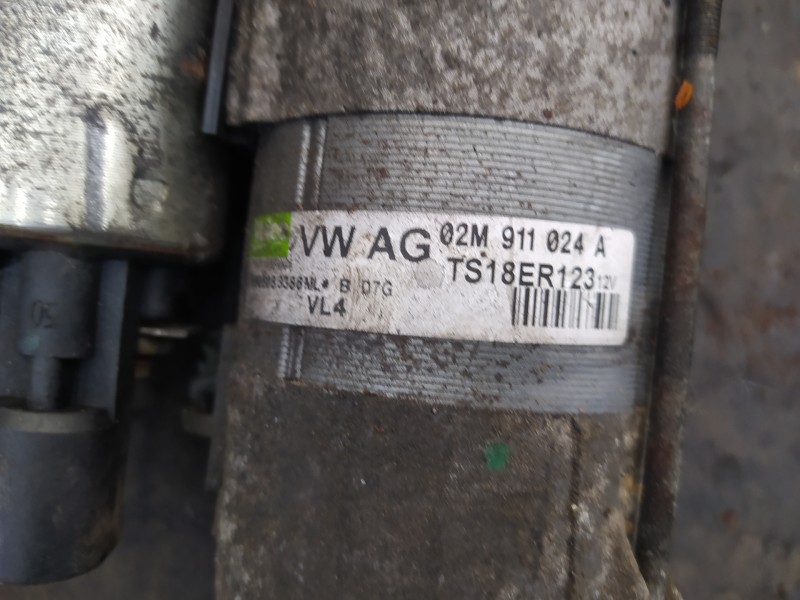 VW AG 02M 911 024 A
TS18ER123 12V
B D7G
VL4